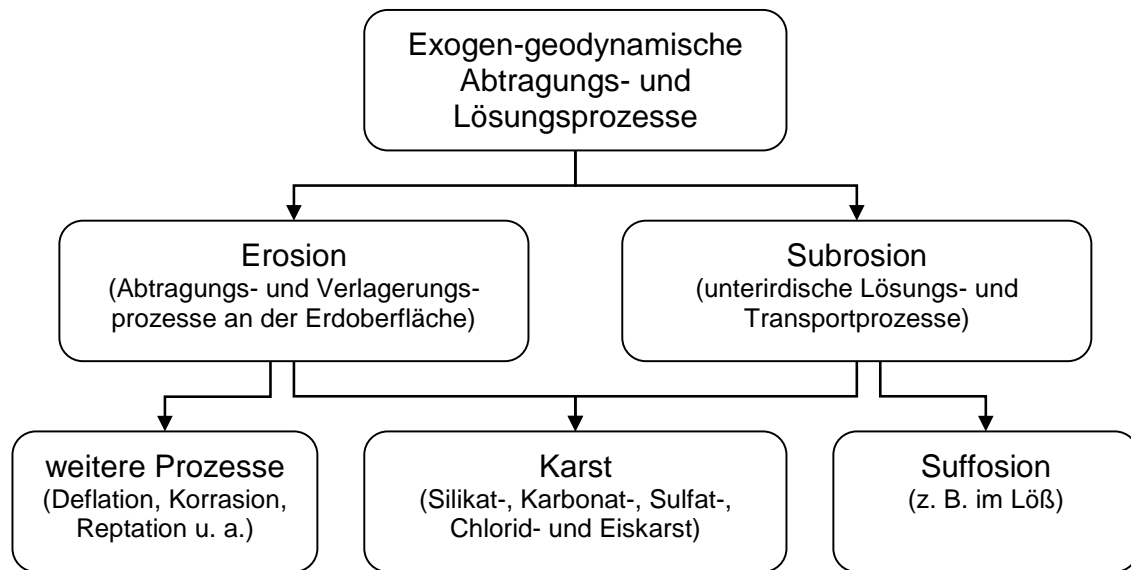 Exogen-geodynamische
Abtragungs- und
Lösungsprozesse
Erosion
(Abtragungs- und Verlagerungs-
prozesse an der Erdoberfläche)
Subrosion
(unterirdische Lösungs- und
Transportprozesse)
weitere Prozesse
(Deflation, Korrasion,
Reptation u. a.)
Karst
(Silikat-, Karbonat-, Sulfat-,
Chlorid- und Eiskarst)
Suffosion
(z. B. im Löß)